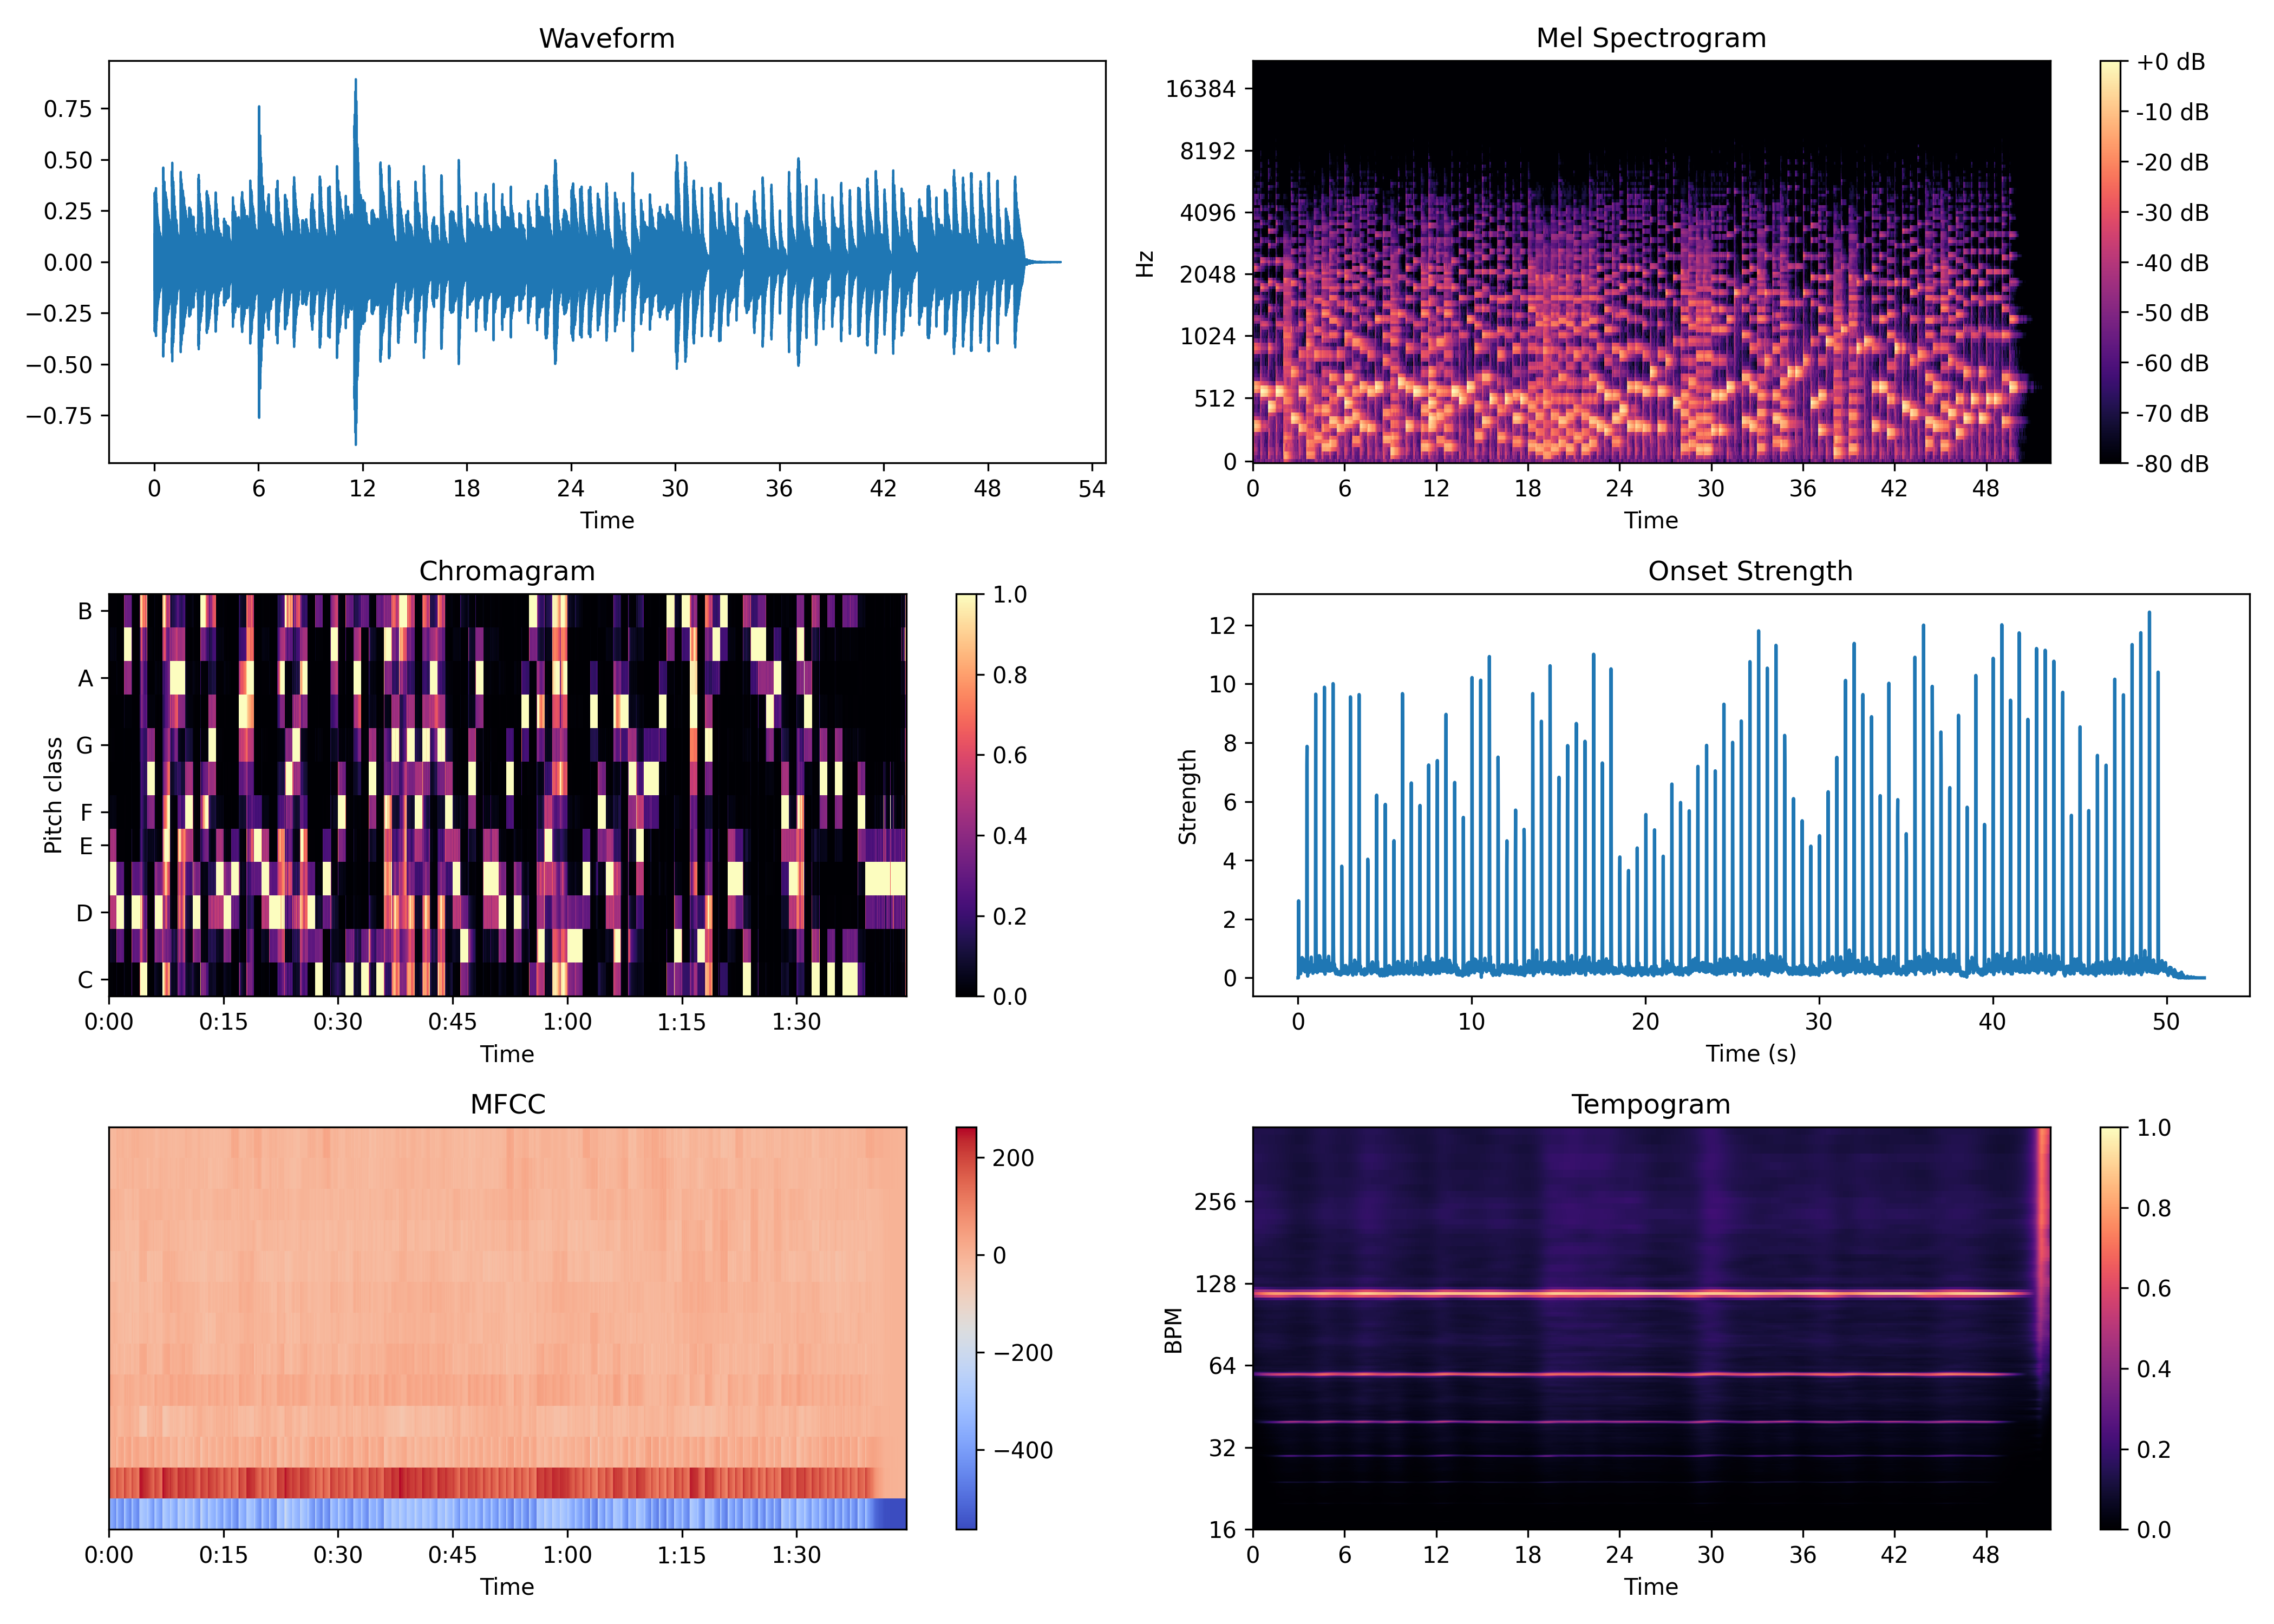 Waveform
0.75
0.50
0.25
0.00
−0.25
−0.50
−0.75
0 6 12 18 24 30 36 42 48 54
Time
Mel Spectrogram
Hz
16384
8192
4096
2048
1024
512
0
0 6 12 18 24 30 36 42 48
Time
+0 dB
-10 dB
-20 dB
-30 dB
-40 dB
-50 dB
-60 dB
-70 dB
-80 dB
Chromagram
Pitch class
B
A
G
F
E
D
C
0:00 0:15 0:30 0:45 1:00 1:15 1:30
Time
1.0
0.8
0.6
0.4
0.2
0.0
Onset Strength
Strength
12
10
8
6
4
2
0
0 10 20 30 40 50
Time (s)
MFCC
0:00 0:15 0:30 0:45 1:00 1:15 1:30
Time
200
0
−200
−400
Tempogram
BPM
256
128
64
32
16
0 6 12 18 24 30 36 42 48
Time
1.0
0.8
0.6
0.4
0.2
0.0